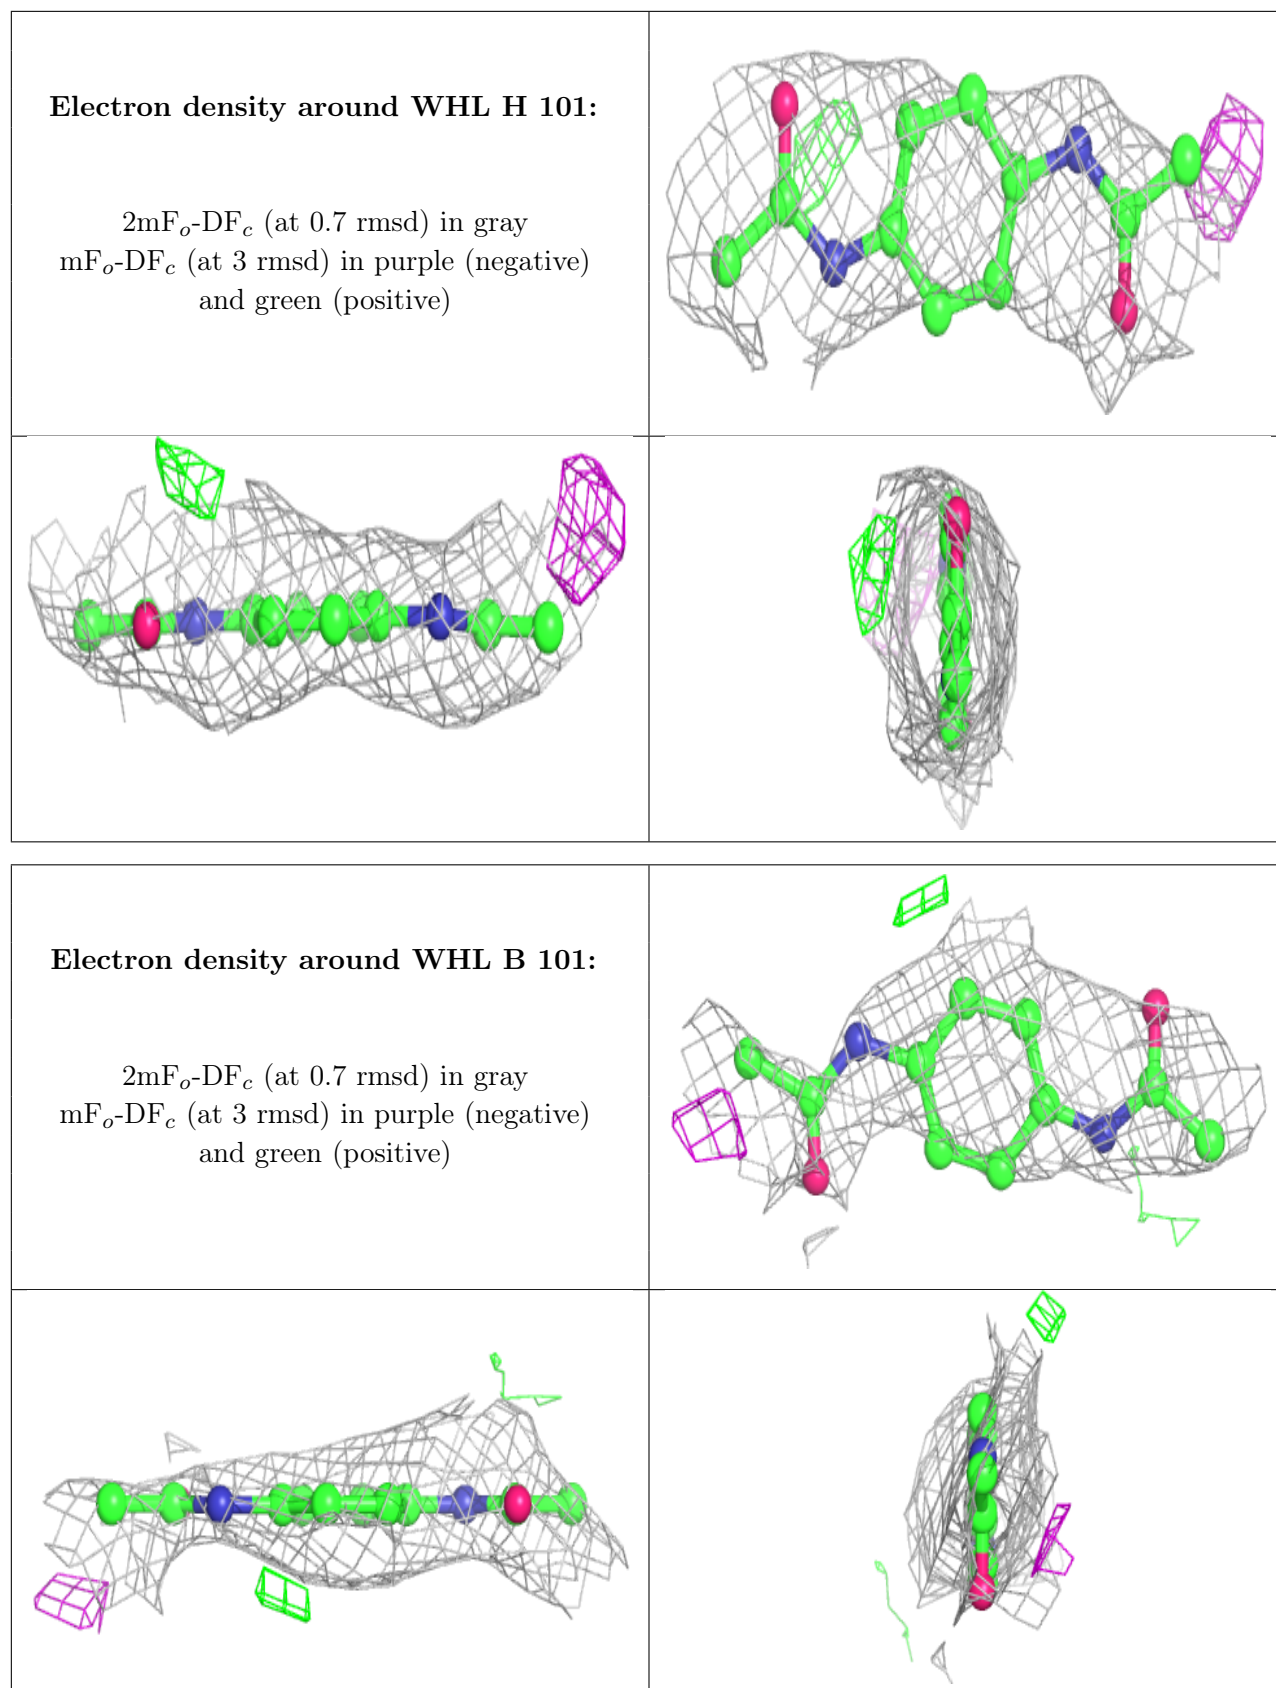 Electron density around WHL H 101:
2mFo-DFc (at 0.7 rmsd) in gray
mFo-DFc (at 3 rmsd) in purple (negative)
and green (positive)
Electron density around WHL B 101:
2mFo-DFc (at 0.7 rmsd) in gray
mFo-DFc (at 3 rmsd) in purple (negative)
and green (positive)